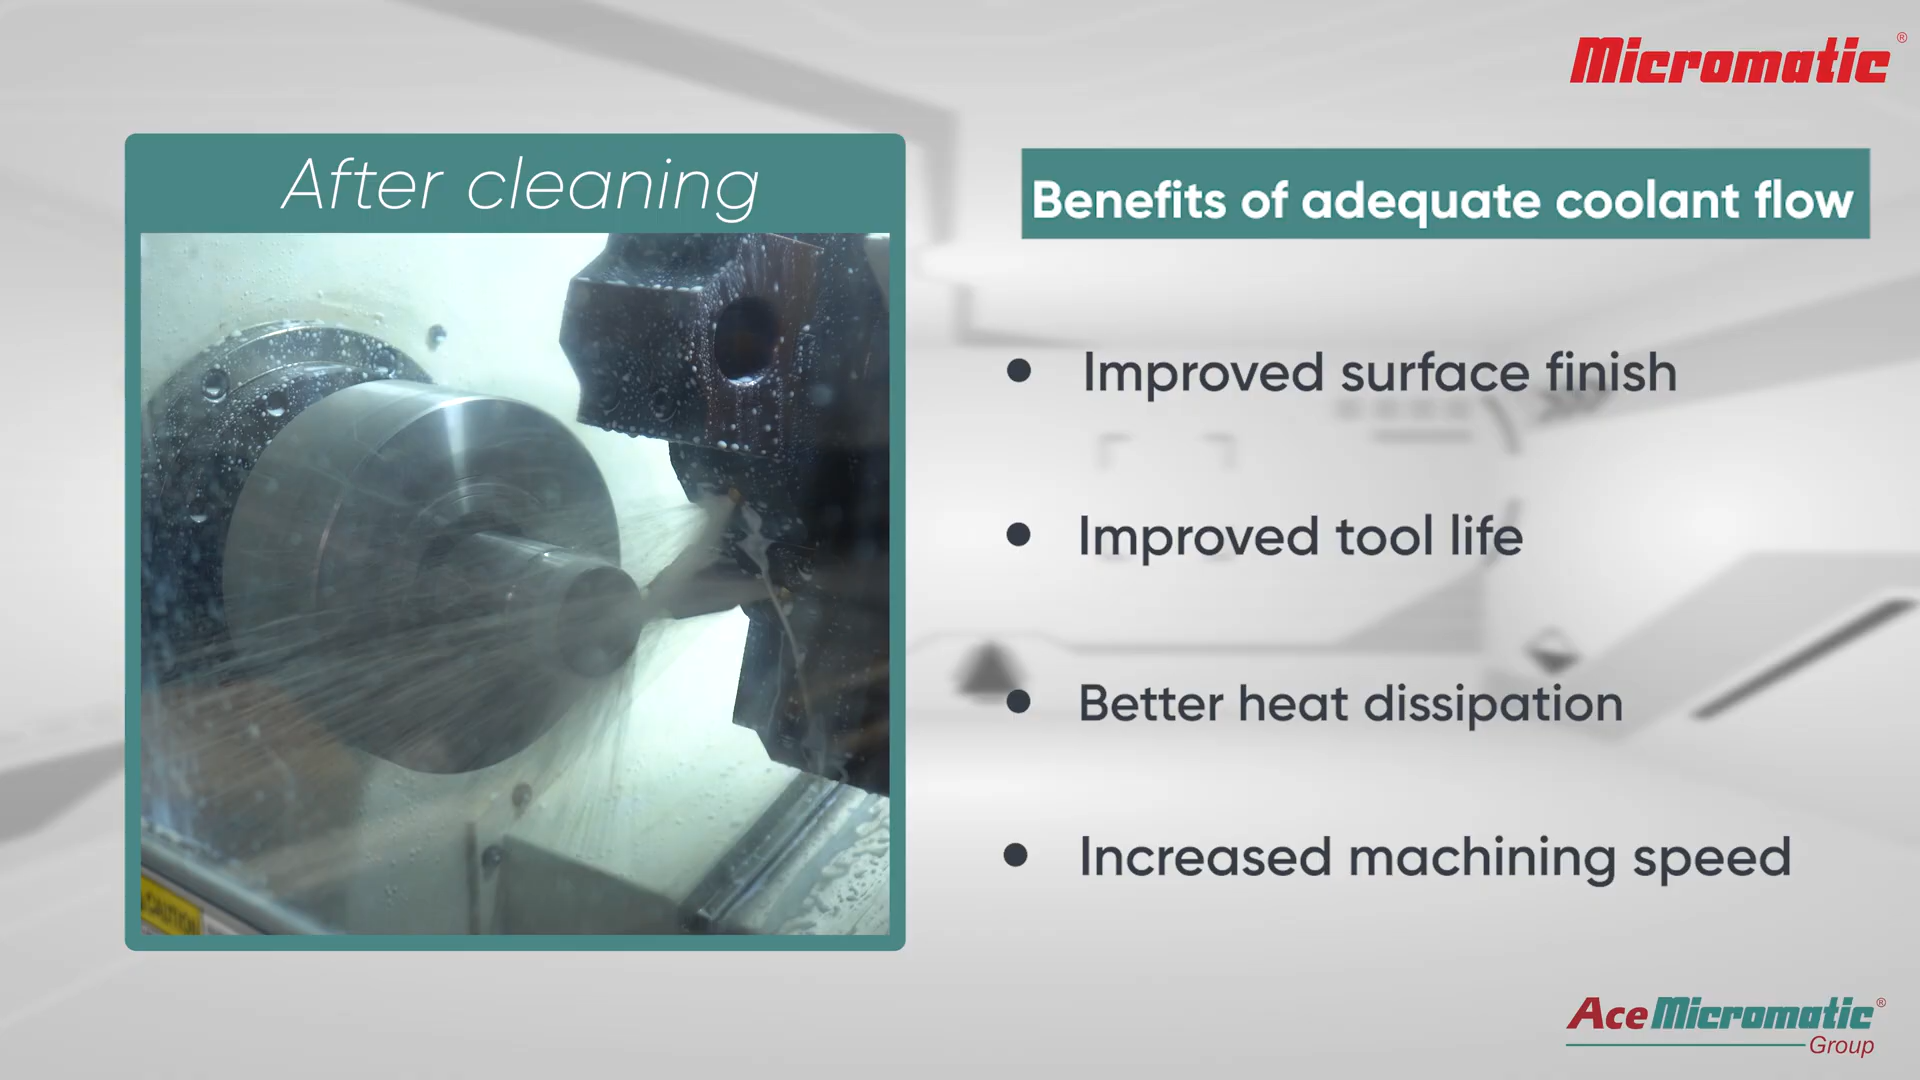 Micromatic®
After cleaning
Benefits of adequate coolant flow
• Improved surface finish
• Improved tool life
• Better heat dissipation
• Increased machining speed
CAUTION
AceMicromatic®
Group